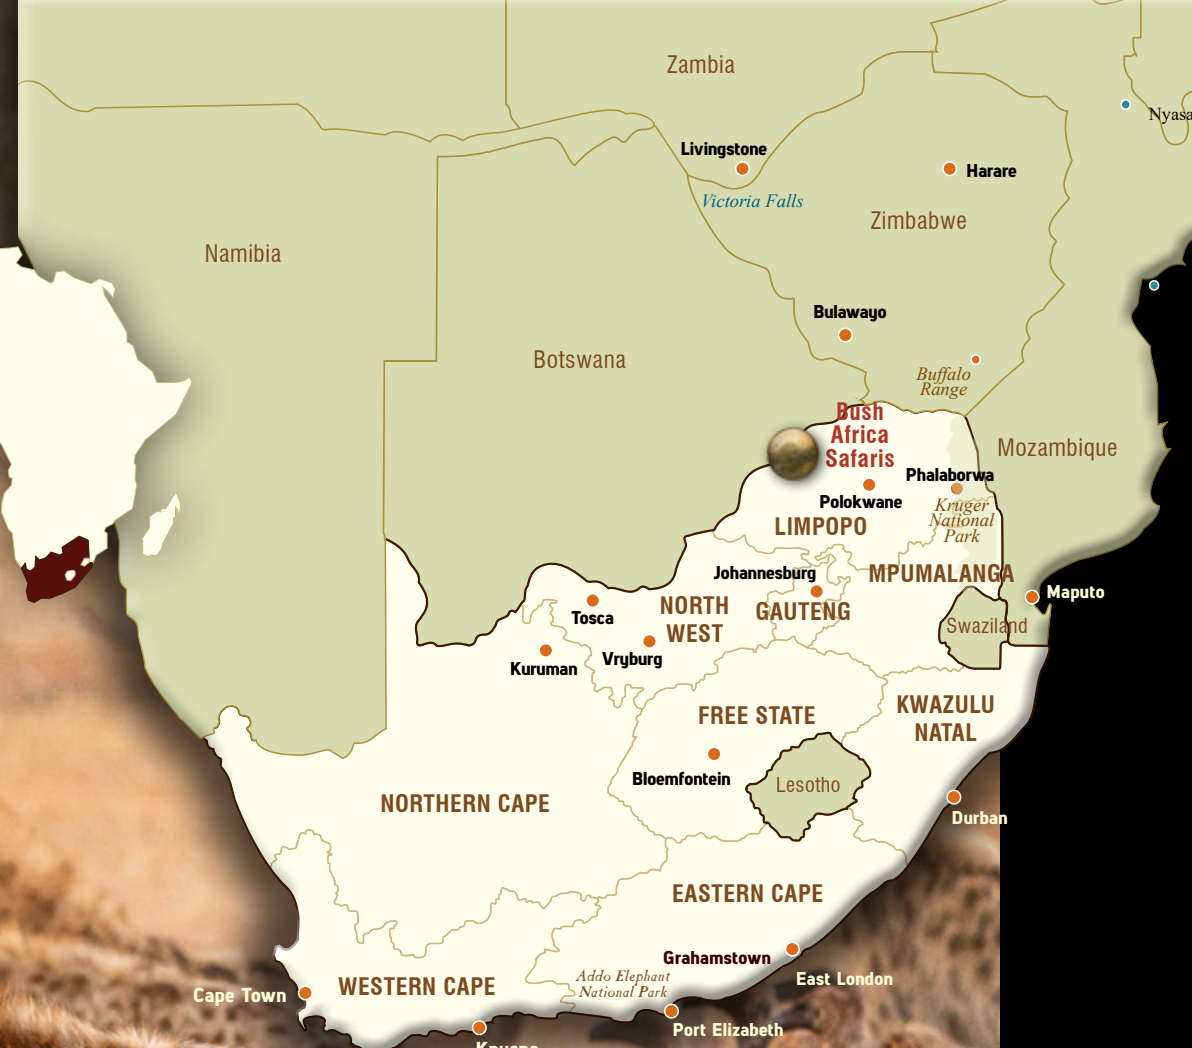 Zambia
Nyasa
Livingstone
Harare
Victoria Falls
Zimbabwe
Namibia
Bulawayo
Botswana
Buffalo
Range
Bush
Africa
Safaris
Mozambique
Phalaborwa
Polokwane
Kruger
National
Park
LIMPOPO
Johannesburg
MPUMALANGA
Maputo
Tosca
NORTH
WEST
GAUTENG
Swaziland
Kuruman
Vryburg
KWAZULU
NATAL
FREE STATE
Bloemfontein
Lesotho
NORTHERN CAPE
Durban
EASTERN CAPE
Grahamstown
East London
Addo Elephant
National Park
WESTERN CAPE
Cape Town
Port Elizabeth